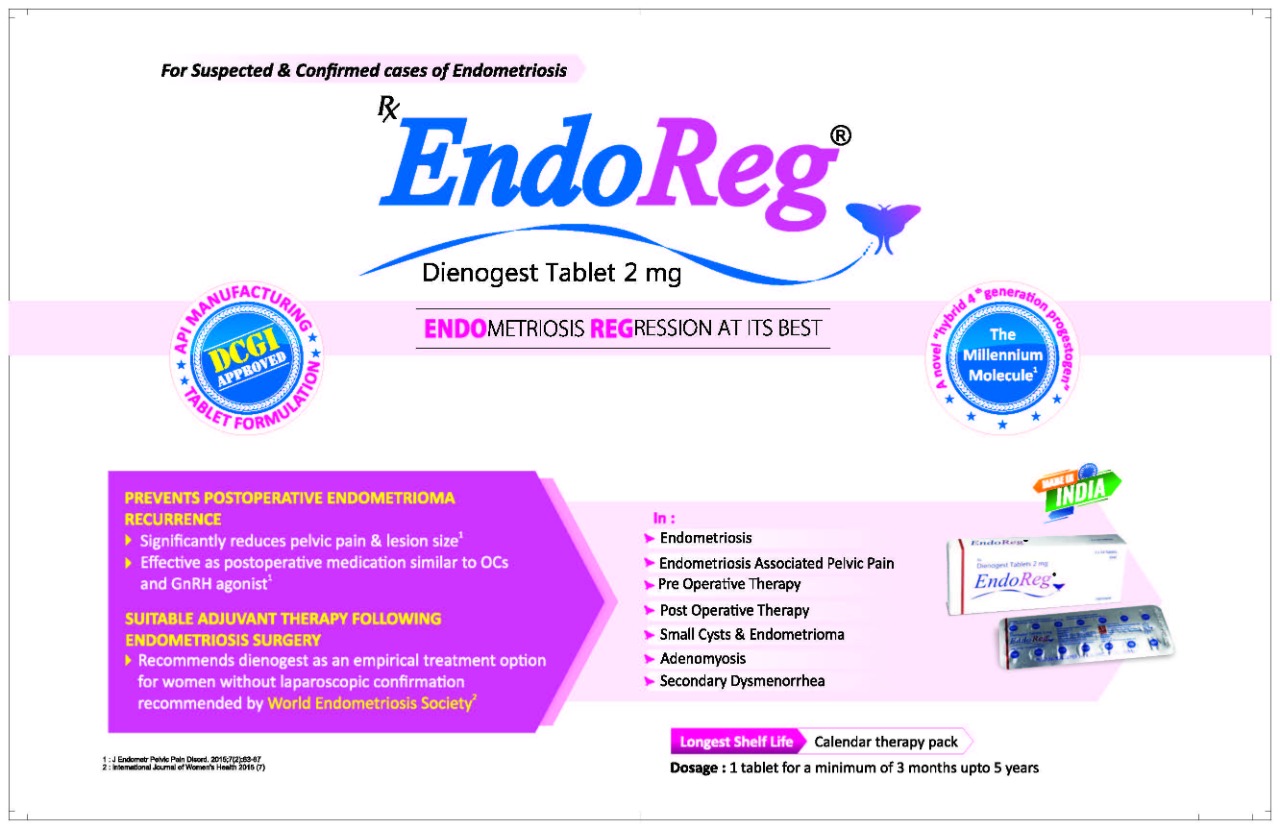 For Suspected & Confirmed cases of Endometriosis
Rx
EndoReg®
Dienogest Tablet 2 mg
ENDOMETRIOSIS REGRESSION AT ITS BEST
API MANUFACTURING
DCGI
APPROVED
TABLET FORMULATION
A novel "hybrid 4th generation progestogen"
The
Millennium
Molecule1
PREVENTS POSTOPERATIVE ENDOMETRIOMA
RECURRENCE
Significantly reduces pelvic pain & lesion size1
Effective as postoperative medication similar to OCs
and GnRH agonist1
SUITABLE ADJUVANT THERAPY FOLLOWING
ENDOMETRIOSIS SURGERY
Recommends dienogest as an empirical treatment option
for women without laparoscopic confirmation
recommended by World Endometriosis Society2
In :
Endometriosis
Endometriosis Associated Pelvic Pain
Pre Operative Therapy
Post Operative Therapy
Small Cysts & Endometrioma
Adenomyosis
Secondary Dysmenorrhea
MADE IN
INDIA
EndoReg
Dienogest Tablets 2 mg
EndoReg
EndoReg
Longest Shelf Life Calendar therapy pack
Dosage : 1 tablet for a minimum of 3 months upto 5 years
1 : J Endometr Pelvic Pain Disord. 2015;7(2):63-67
2 : International Journal of Women's Health 2015 (7)